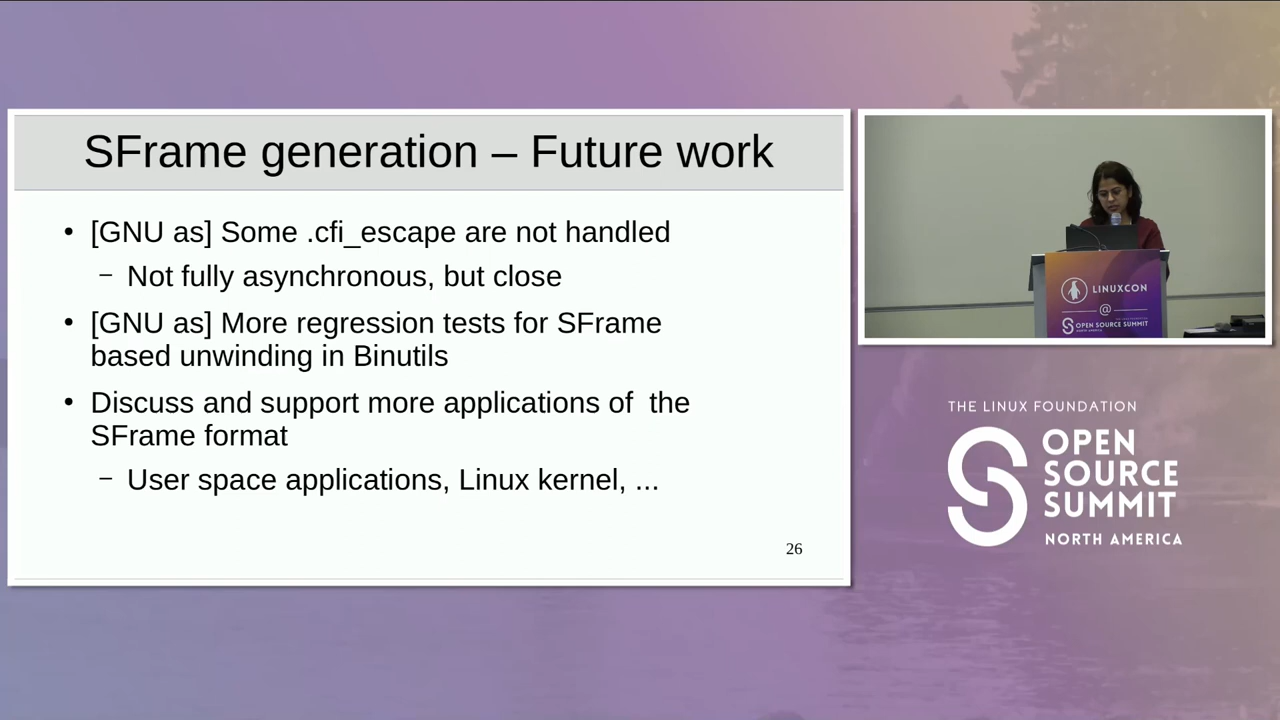 SFrame generation – Future work
• [GNU as] Some .cfi_escape are not handled
– Not fully asynchronous, but close
• [GNU as] More regression tests for SFrame
based unwinding in Binutils
• Discuss and support more applications of  the
SFrame format
– User space applications, Linux kernel, ...
26
LINUXCON
@
OPEN SOURCE SUMMIT
THE LINUX FOUNDATION
OPEN
SOURCE
SUMMIT
NORTH AMERICA